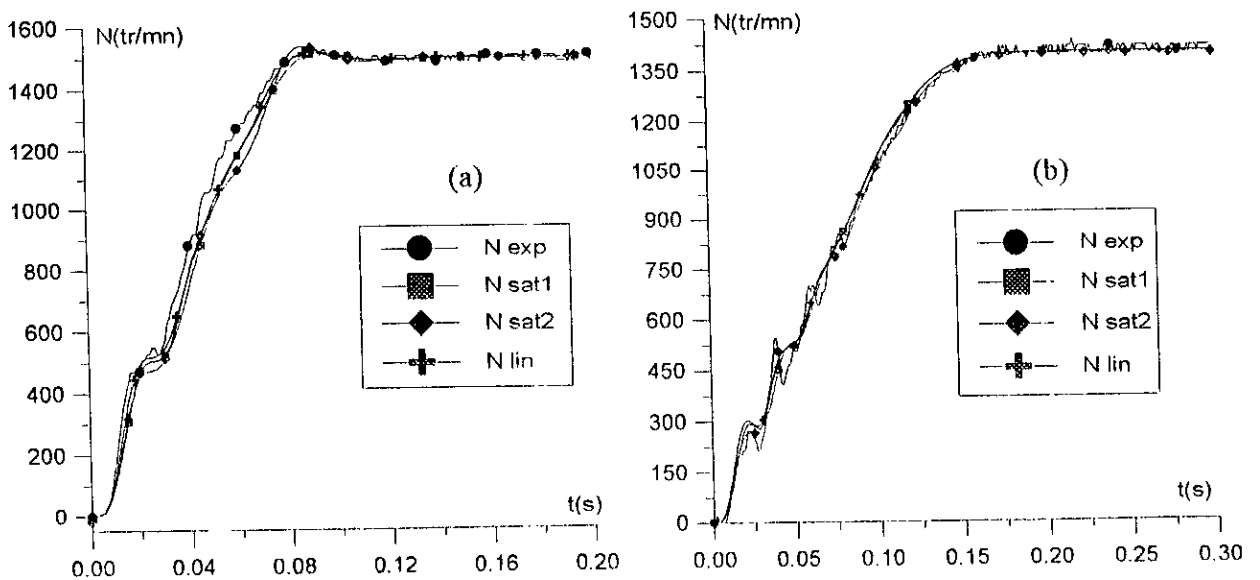 N(tr/mn)
1600
1400
1200
1000
800
600
400
200
0
0.00 0.04 0.08 0.12 0.16 0.20
t(s)
(a)
N exp
N sat1
N sat2
N lin
N(tr/mn)
1500
1350
1200
1050
900
750
600
450
300
150
0
0.00 0.05 0.10 0.15 0.20 0.25 0.30
t(s)
(b)
N exp
N sat1
N sat2
N lin